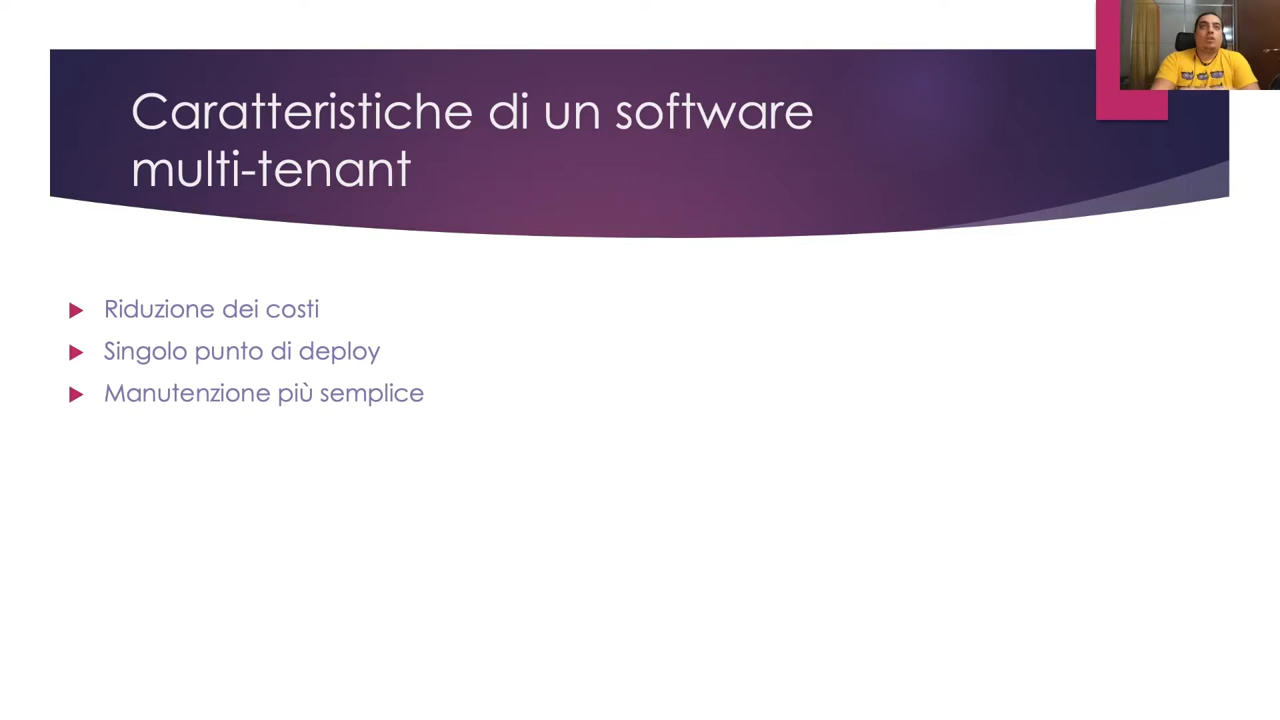 Caratteristiche di un software
multi-tenant
Riduzione dei costi
Singolo punto di deploy
Manutenzione più semplice